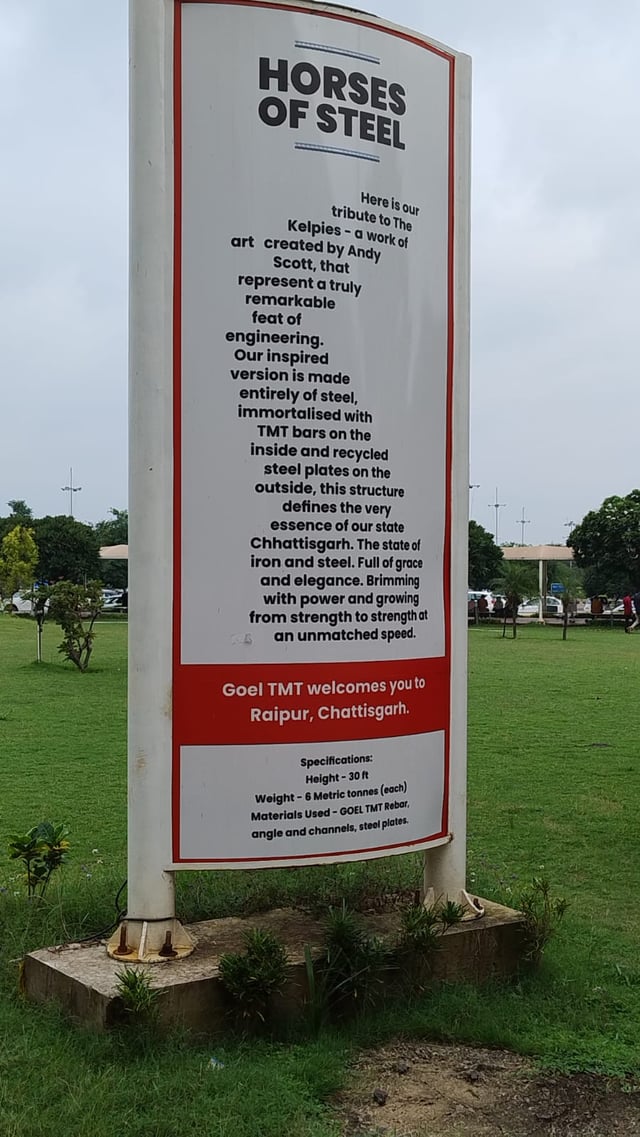 HORSES
OF STEEL
Here is our
tribute to The
Kelpies - a work of
art created by Andy
Scott, that
represent a truly
remarkable
feat of
engineering.
Our inspired
version is made
entirely of steel,
immortalised with
TMT bars on the
inside and recycled
steel plates on the
outside, this structure
defines the very
essence of our state
Chhattisgarh. The state of
iron and steel. Full of grace
and elegance. Brimming
with power and growing
from strength to strength at
an unmatched speed.
Goel TMT welcomes you to
Raipur, Chattisgarh.
Specifications:
Height - 30 ft
Weight - 6 Metric tonnes (each)
Materials Used - GOEL TMT Rebar,
angle and channels, steel plates.